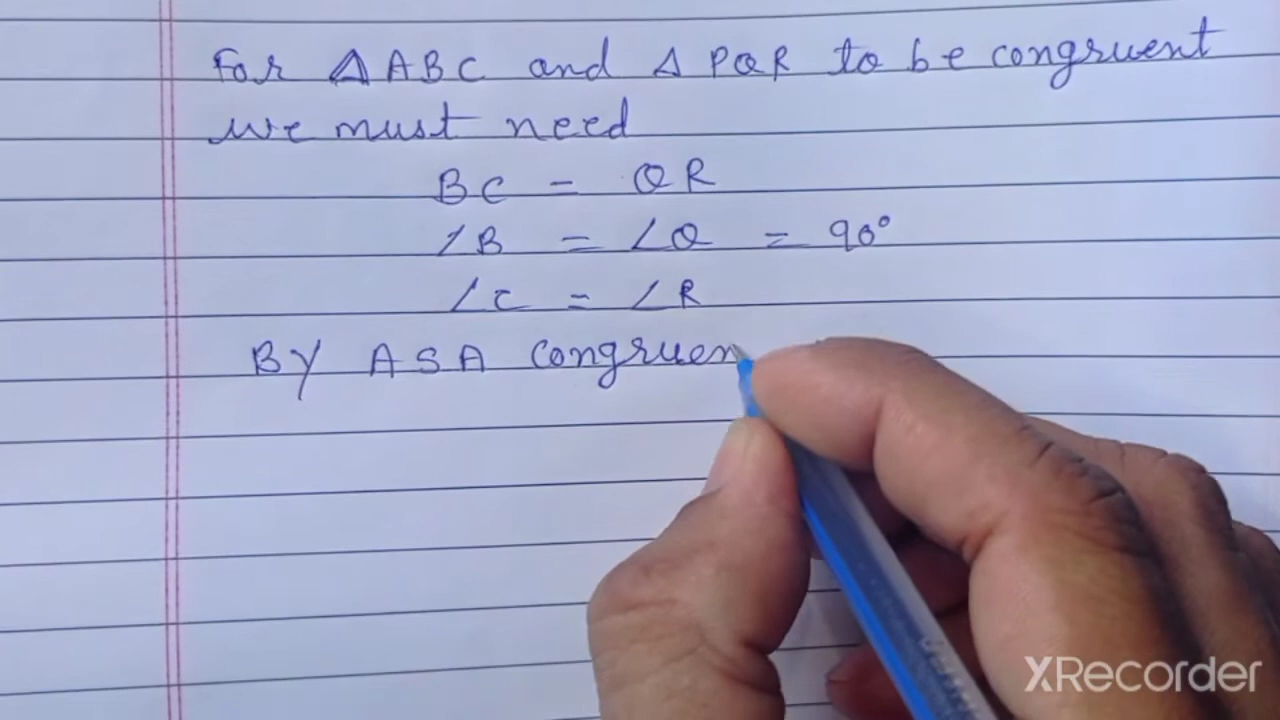 For △ABC and △PQR to be congruent
we must need
BC = QR
∠B = ∠Q = 90°
∠C = ∠R
By ASA congruen
XRecorder